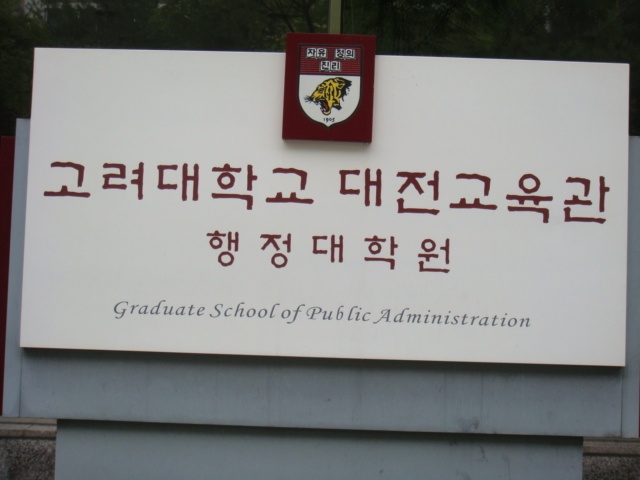 자유 정의
진리
1905
고려대학교 대전교육관
행정대학원
Graduate School of Public Administration